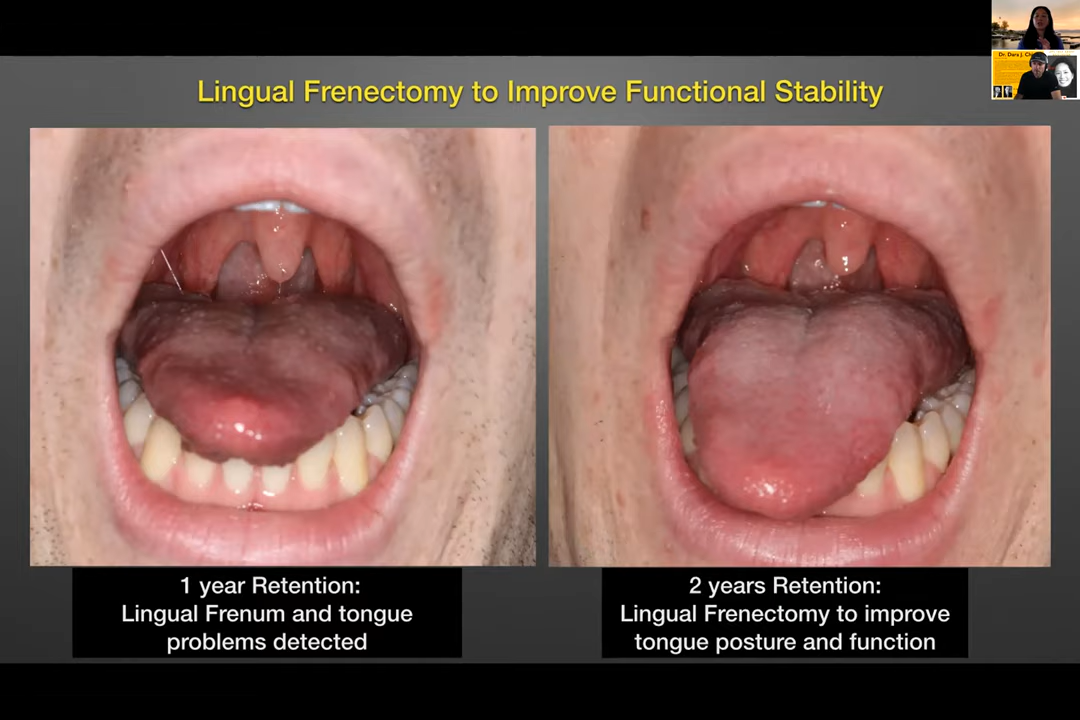 Lingual Frenectomy to Improve Functional Stability
1 year Retention:
Lingual Frenum and tongue
problems detected
2 years Retention:
Lingual Frenectomy to improve
tongue posture and function